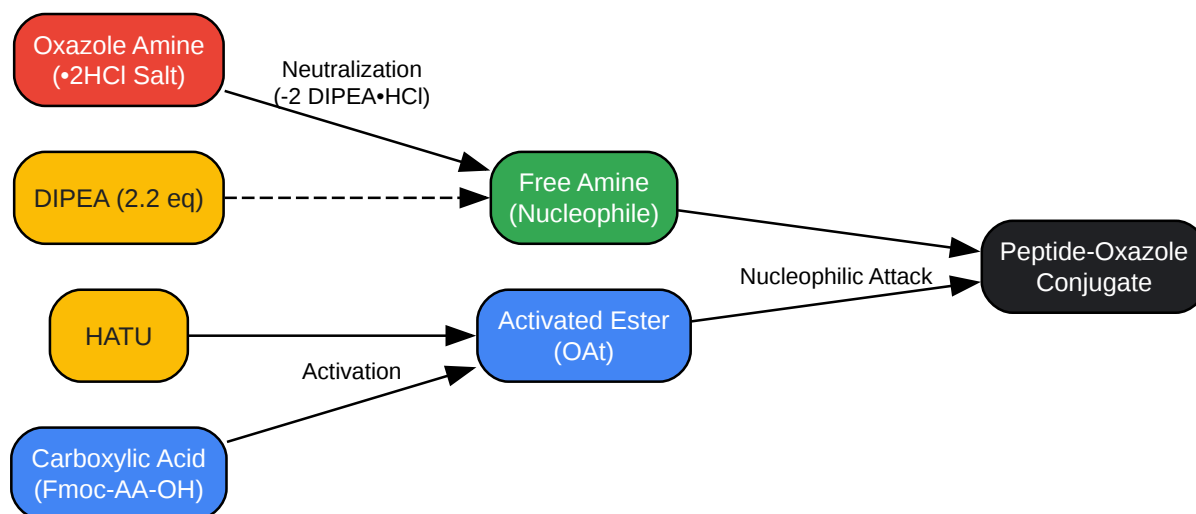 Oxazole Amine
(•2HCl Salt)
Neutralization
(-2 DIPEA•HCl)
DIPEA (2.2 eq)
Free Amine
(Nucleophile)
Peptide-Oxazole
Conjugate
Nucleophilic Attack
HATU
Activated Ester
(OAt)
Activation
Carboxylic Acid
(Fmoc-AA-OH)